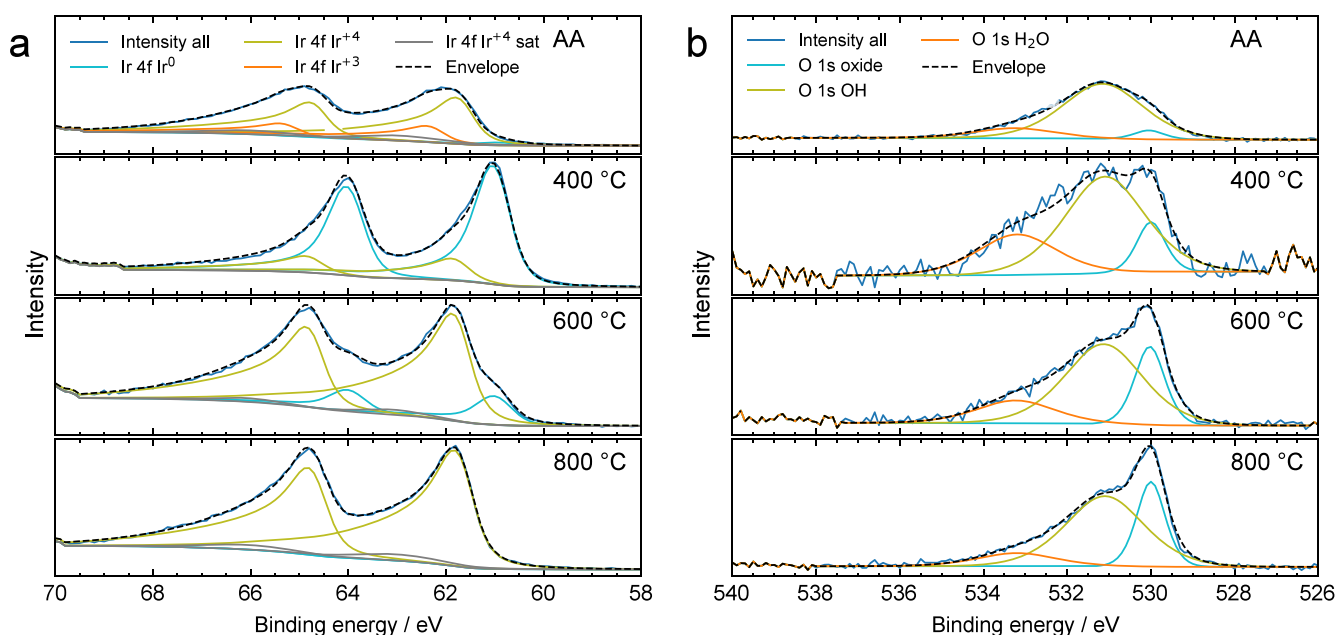 a
Intensity all
Ir 4f Ir⁰
Ir 4f Ir⁺⁴
Ir 4f Ir⁺³
Ir 4f Ir⁺⁴ sat
Envelope
AA
400 °C
600 °C
800 °C
Intensity
70 68 66 64 62 60 58
Binding energy / eV
b
Intensity all
O 1s oxide
O 1s OH
O 1s H₂O
Envelope
AA
400 °C
600 °C
800 °C
Intensity
540 538 536 534 532 530 528 526
Binding energy / eV